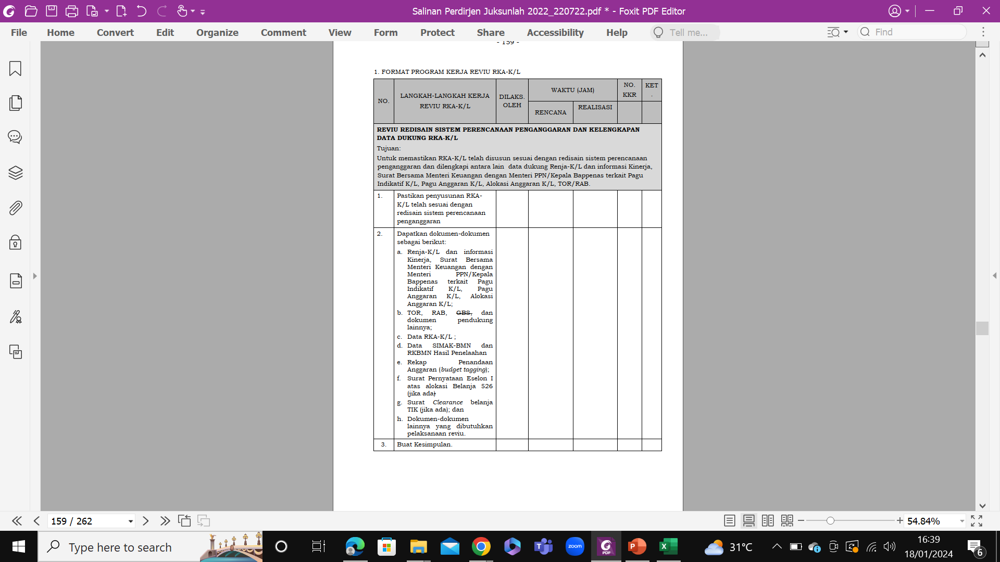 Salinan Perdirjen Juksunlah 2022_220722.pdf * - Foxit PDF Editor
File Home Convert Edit Organize Comment View Form Protect Share Accessibility Help Tell me... Find
- 159 -
1. FORMAT PROGRAM KERJA REVIU RKA-K/L
NO.
LANGKAH-LANGKAH KERJA
REVIU RKA-K/L
DILAKS.
OLEH
WAKTU (JAM)
RENCANA
REALISASI
NO.
KKR
KET
.
REVIU REDISAIN SISTEM PERENCANAAN PENGANGGARAN DAN KELENGKAPAN
DATA DUKUNG RKA-K/L
Tujuan:
Untuk memastikan RKA-K/L telah disusun sesuai dengan redisain sistem perencanaan
penganggaran dan dilengkapi antara lain data dukung Renja-K/L dan informasi Kinerja,
Surat Bersama Menteri Keuangan dengan Menteri PPN/Kepala Bappenas terkait Pagu
Indikatif K/L, Pagu Anggaran K/L, Alokasi Anggaran K/L, TOR/RAB.
1. Pastikan penyusunan RKA-
K/L telah sesuai dengan
redisain sistem perencanaan
penganggaran
2. Dapatkan dokumen-dokumen
sebagai berikut:
a. Renja-K/L dan informasi
Kinerja, Surat Bersama
Menteri Keuangan dengan
Menteri PPN/Kepala
Bappenas terkait Pagu
Indikatif K/L, Pagu
Anggaran K/L, Alokasi
Anggaran K/L;
b. TOR, RAB, GBS, dan
dokumen pendukung
lainnya;
c. Data RKA-K/L ;
d. Data SIMAK-BMN dan
RKBMN Hasil Penelaahan
e. Rekap Penandaan
Anggaran (budget tagging);
f. Surat Pernyataan Eselon I
atas alokasi Belanja 526
(jika ada)
g. Surat Clearance belanja
TIK (jika ada); dan
h. Dokumen-dokumen
lainnya yang dibutuhkan
pelaksanaan reviu.
3. Buat Kesimpulan.
159 / 262
54.84%
Type here to search
zoom
PDF
31°C
16:39
18/01/2024
6